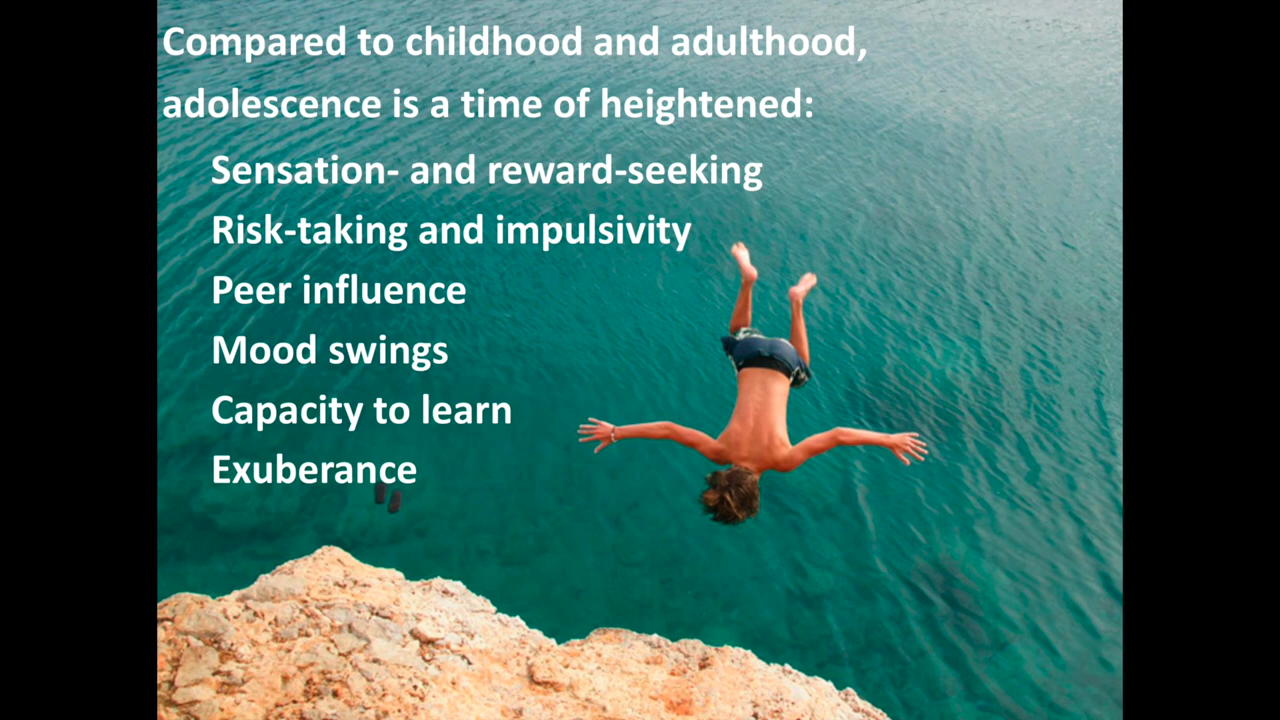 Compared to childhood and adulthood,
adolescence is a time of heightened:
Sensation- and reward-seeking
Risk-taking and impulsivity
Peer influence
Mood swings
Capacity to learn
Exuberance